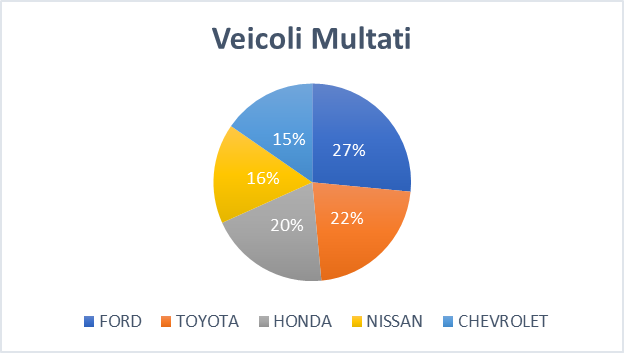 Veicoli Multati
27%
22%
20%
16%
15%
FORD TOYOTA HONDA NISSAN CHEVROLET